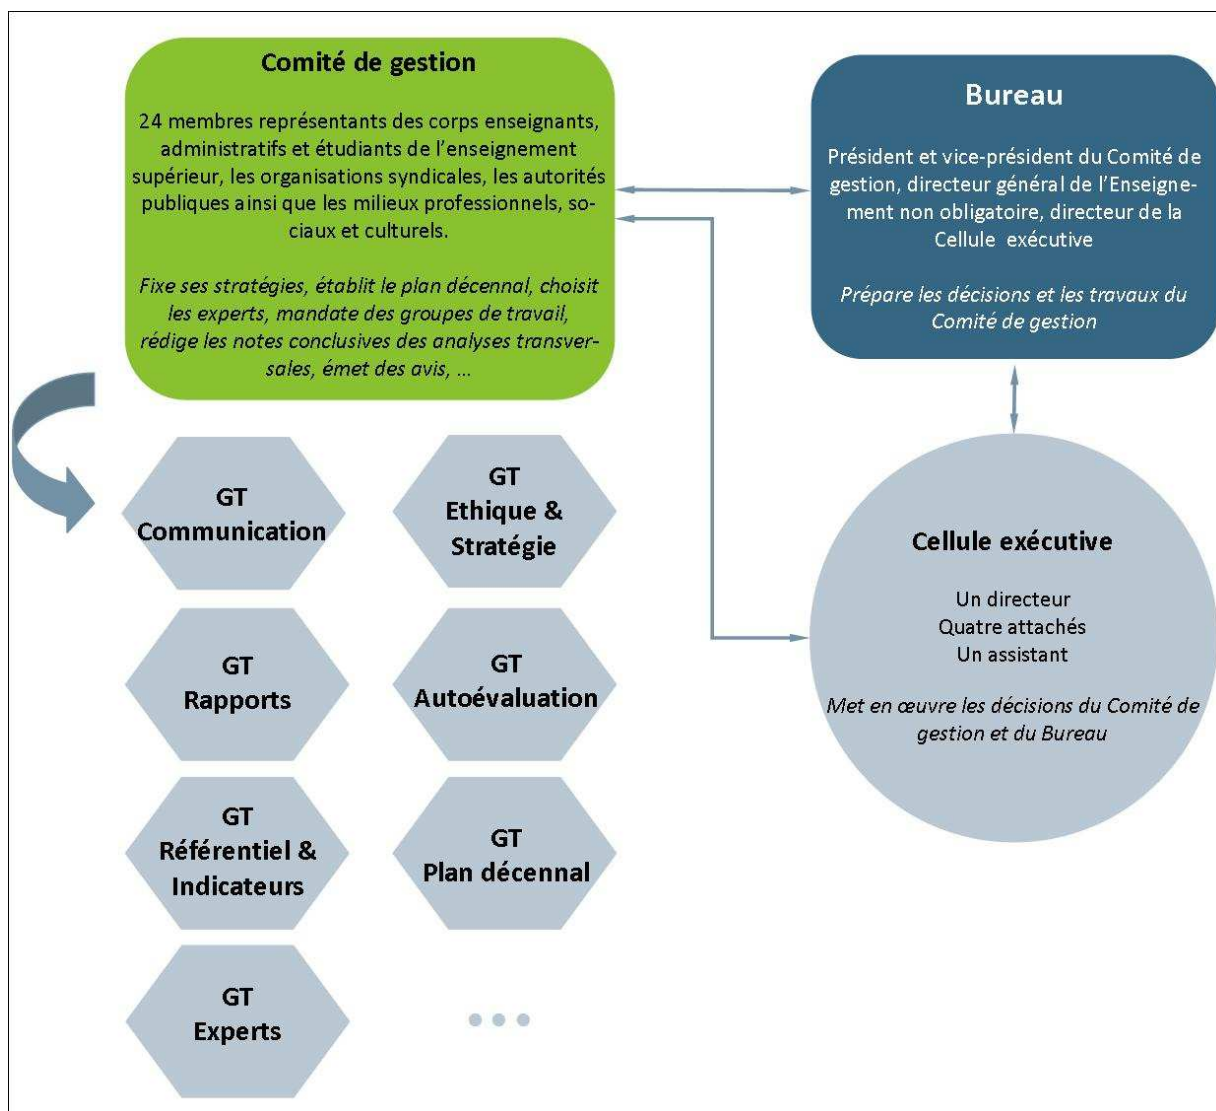 Comité de gestion
24 membres représentants des corps enseignants,
administratifs et étudiants de l'enseignement
supérieur, les organisations syndicales, les autorités
publiques ainsi que les milieux professionnels, so-
ciaux et culturels.
Fixe ses stratégies, établit le plan décennal, choisit
les experts, mandate des groupes de travail,
rédige les notes conclusives des analyses transver-
sales, émet des avis, ...
Bureau
Président et vice-président du Comité de
gestion, directeur général de l'Enseigne-
ment non obligatoire, directeur de la
Cellule exécutive
Prépare les décisions et les travaux du
Comité de gestion
GT
Communication
GT
Ethique &
Stratégie
GT
Rapports
GT
Autoévaluation
GT
Référentiel &
Indicateurs
GT
Plan décennal
GT
Experts
Cellule exécutive
Un directeur
Quatre attachés
Un assistant
Met en œuvre les décisions du Comité de
gestion et du Bureau